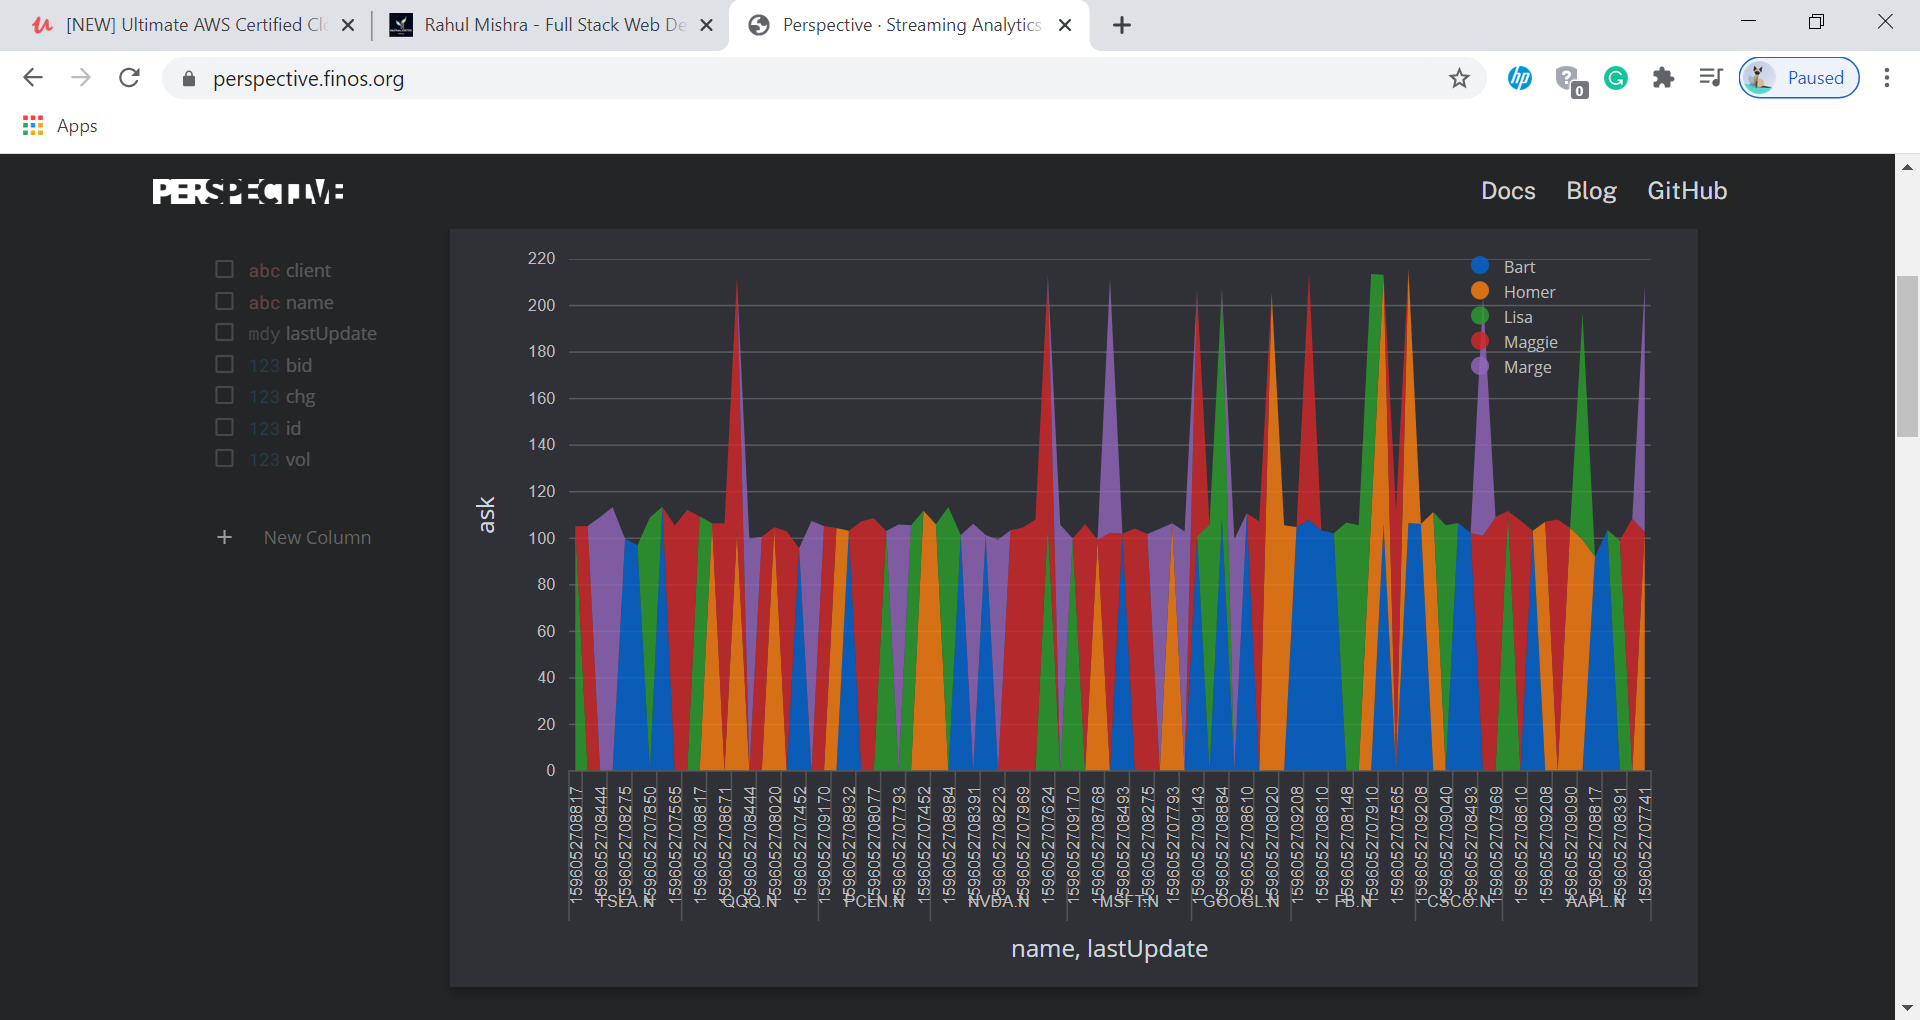 [NEW] Ultimate AWS Certified Cl
Rahul Mishra - Full Stack Web De
Perspective · Streaming Analytics
perspective.finos.org
0
Paused
Apps
PERSPECTIVE
Docs
Blog
GitHub
abc client
abc name
mdy lastUpdate
123 bid
123 chg
123 id
123 vol
+ New Column
220
200
180
160
140
120
100
80
60
40
20
0
ask
Bart
Homer
Lisa
Maggie
Marge
1596052708817
1596052708444
1596052708275
1596052707850
1596052707565
1596052708817
1596052708671
1596052708444
1596052708020
1596052707452
1596052709170
1596052708932
1596052708077
1596052707793
1596052707452
1596052708984
1596052708391
1596052708223
1596052707969
1596052707624
1596052709170
1596052708768
1596052708493
1596052708275
1596052707793
1596052709143
1596052708884
1596052708610
1596052708020
1596052709208
1596052708610
1596052708148
1596052707910
1596052707565
1596052709208
1596052709040
1596052708493
1596052707969
1596052708610
1596052709208
1596052709090
1596052708817
1596052708391
1596052707741
TSLA.N
QQQ.N
PCLN.N
NVDA.N
MSFT.N
GOOGL.N
FB.N
CSCO.N
AAPL.N
name, lastUpdate